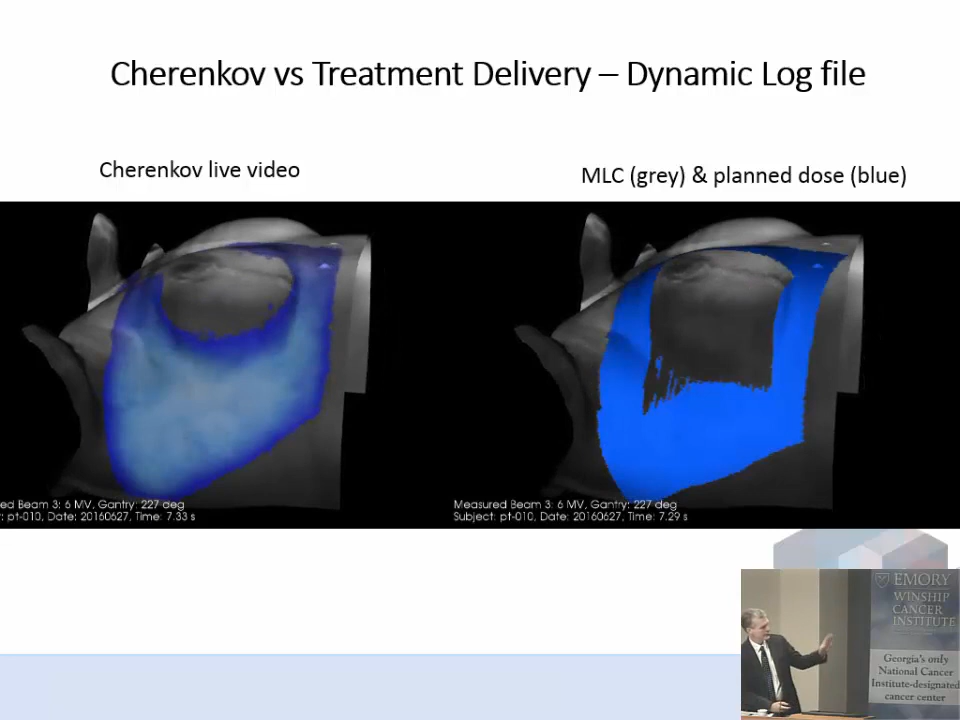 Cherenkov vs Treatment Delivery – Dynamic Log file
Cherenkov live video
MLC (grey) & planned dose (blue)
ed Beam 3: 6 MV, Gantry: 227 deg
: pt-010, Date: 20160627, Time: 7.33 s
Measured Beam 3: 6 MV, Gantry: 227 deg
Subject: pt-010, Date: 20160627, Time: 7.29 s
EMORY
WINSHIP
CANCER
INSTITUTE
Georgia's only
National Cancer
Institute-designated
cancer center